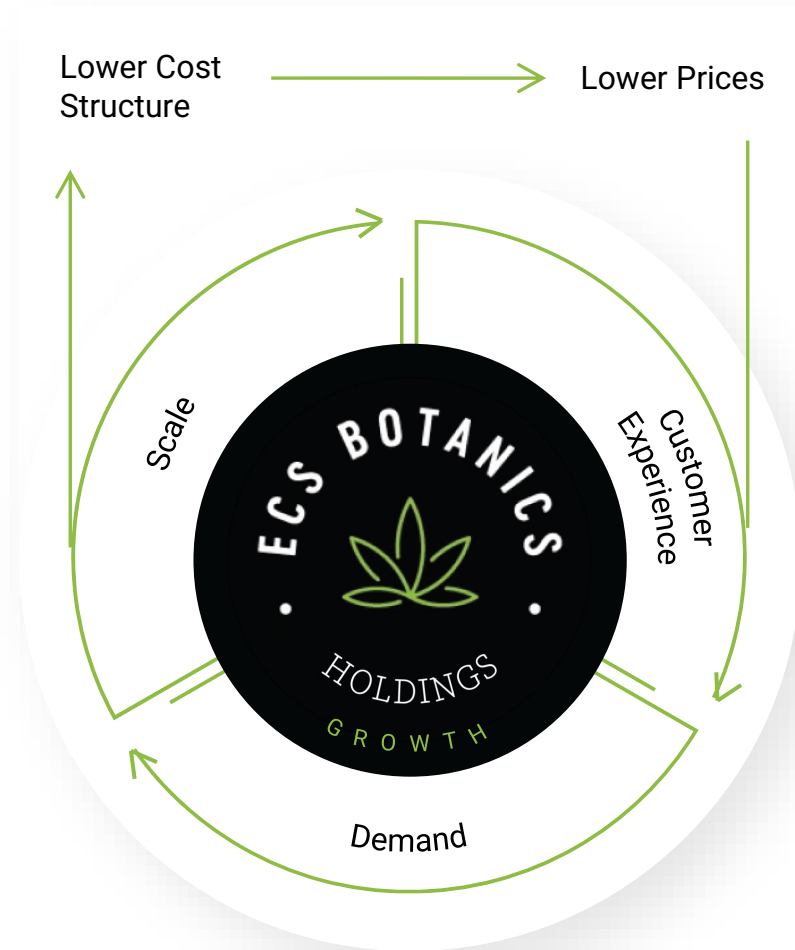 Lower Cost
Structure
Lower Prices
Scale
Customer
Experience
ECS BOTANICS
HOLDINGS
GROWTH
Demand